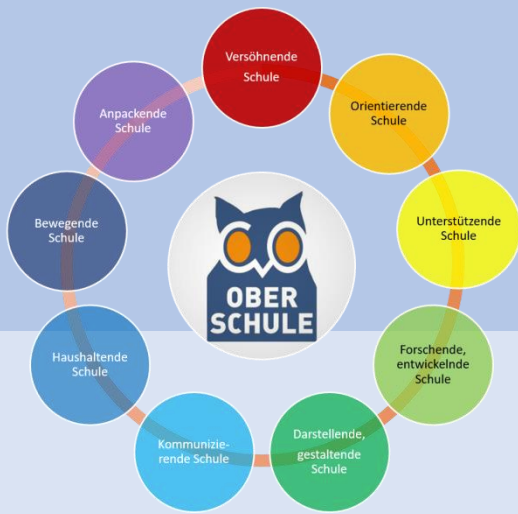 Versöhnende
Schule
Orientierende
Schule
Unterstützende
Schule
Forschende,
entwickelnde
Schule
Darstellende,
gestaltende
Schule
Kommunizie-
rende Schule
Haushaltende
Schule
Bewegende
Schule
Anpackende
Schule
OBER
SCHULE